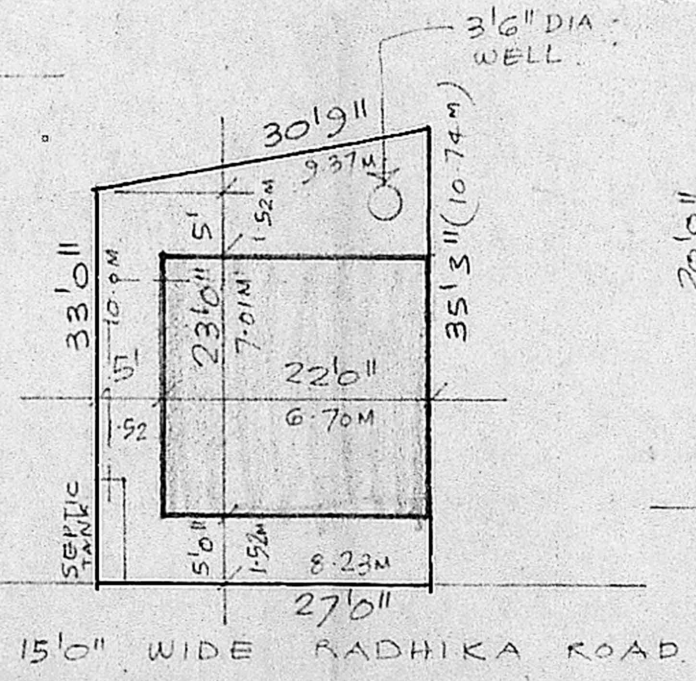 3'6" DIA
WELL
30'9"
9.37M
35'3" (10.74M)
33'0"
10.0M
5'
1.52M
23'0"
7.01M
22'0"
6.70M
5'
.52
SEPTIC
TANK
5'0"
1.52M
8.23M
27'0"
15'0" WIDE RADHIKA ROAD